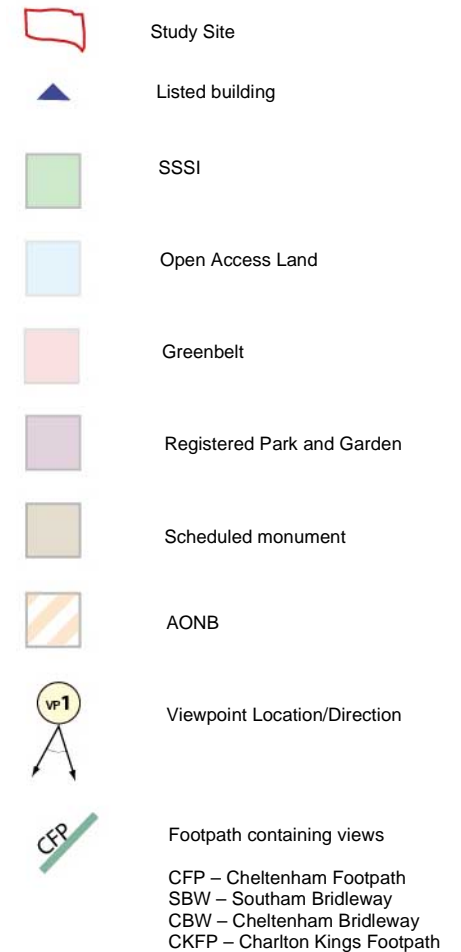 Study Site
Listed building
SSSI
Open Access Land
Greenbelt
Registered Park and Garden
Scheduled monument
AONB
VP1
Viewpoint Location/Direction
CFP
Footpath containing views
CFP – Cheltenham Footpath
SBW – Southam Bridleway
CBW – Cheltenham Bridleway
CKFP – Charlton Kings Footpath